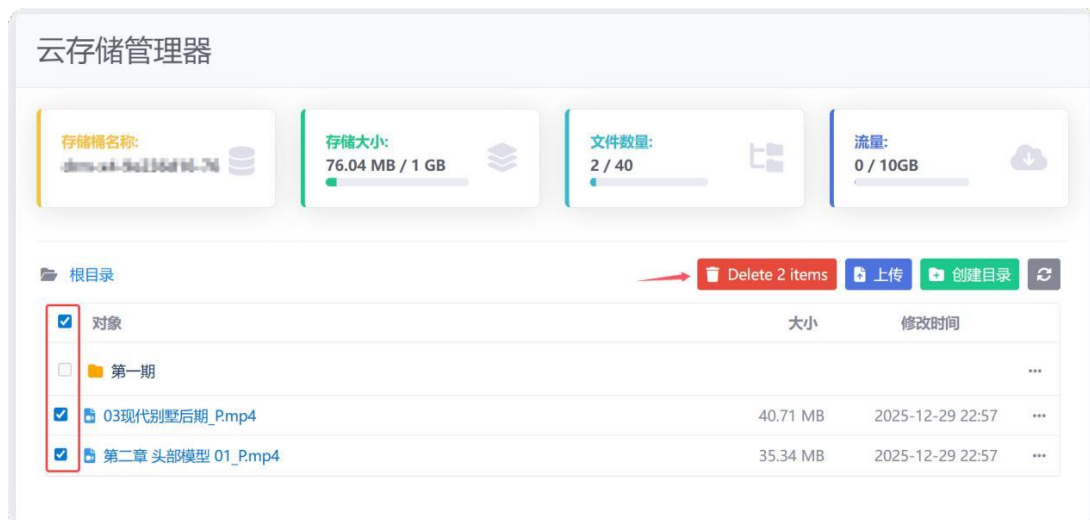 云存储管理器
存储桶名称:
存储大小:
76.04 MB / 1 GB
文件数量:
2 / 40
流量:
0 / 10GB
根目录
Delete 2 items
上传
创建目录
对象 大小 修改时间
第一期 ...
03现代别墅后期_P.mp4 40.71 MB 2025-12-29 22:57 ...
第二章 头部模型 01_P.mp4 35.34 MB 2025-12-29 22:57 ...